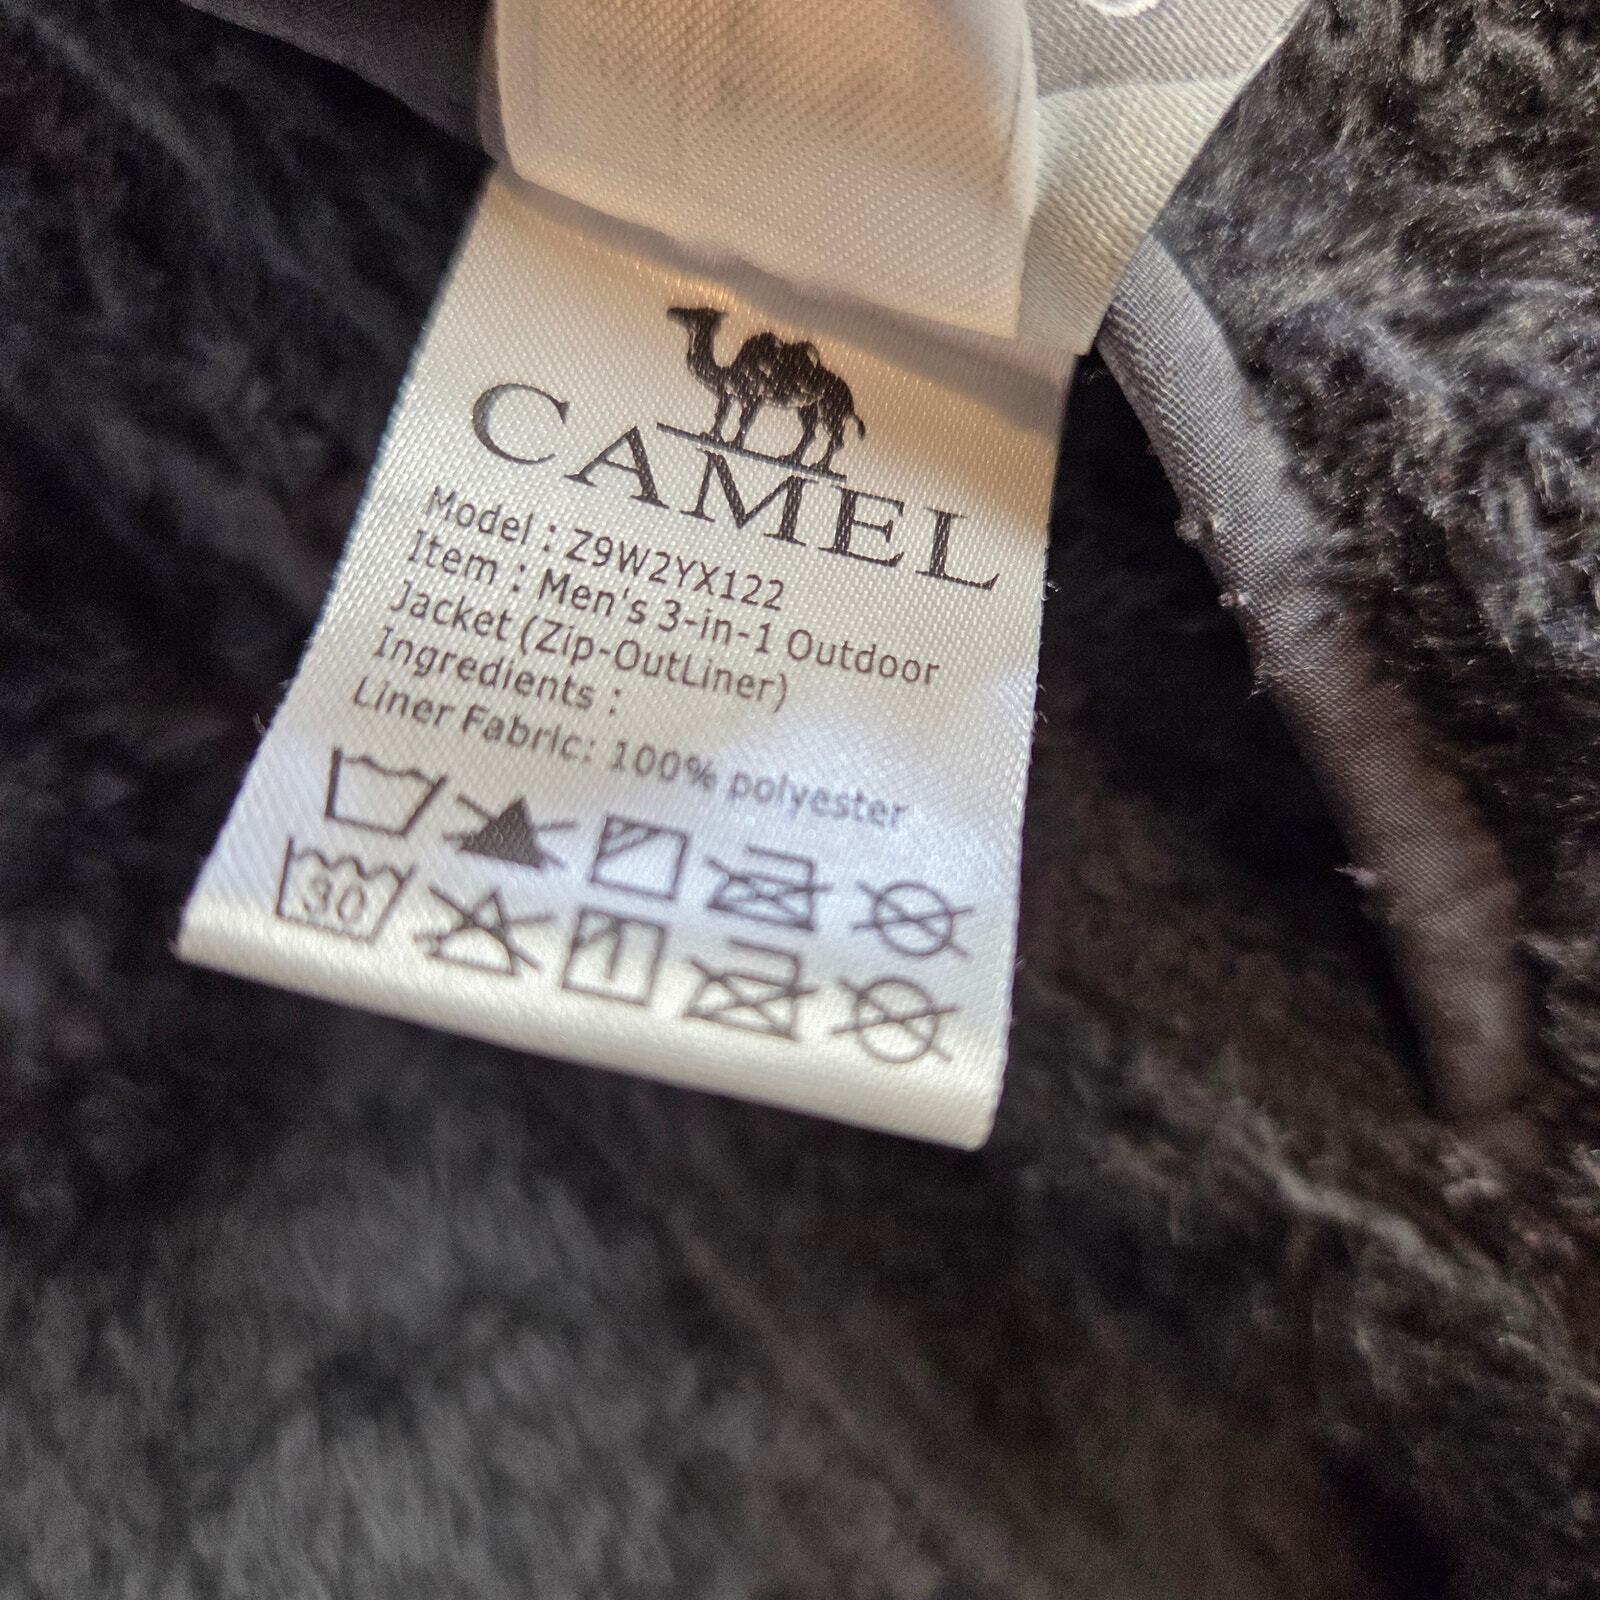 CAMEL
Model : Z9W2YX122
Item : Men's 3-in-1 Outdoor
Jacket (Zip-OutLiner)
Ingredients :
Liner Fabric: 100% polyester
30